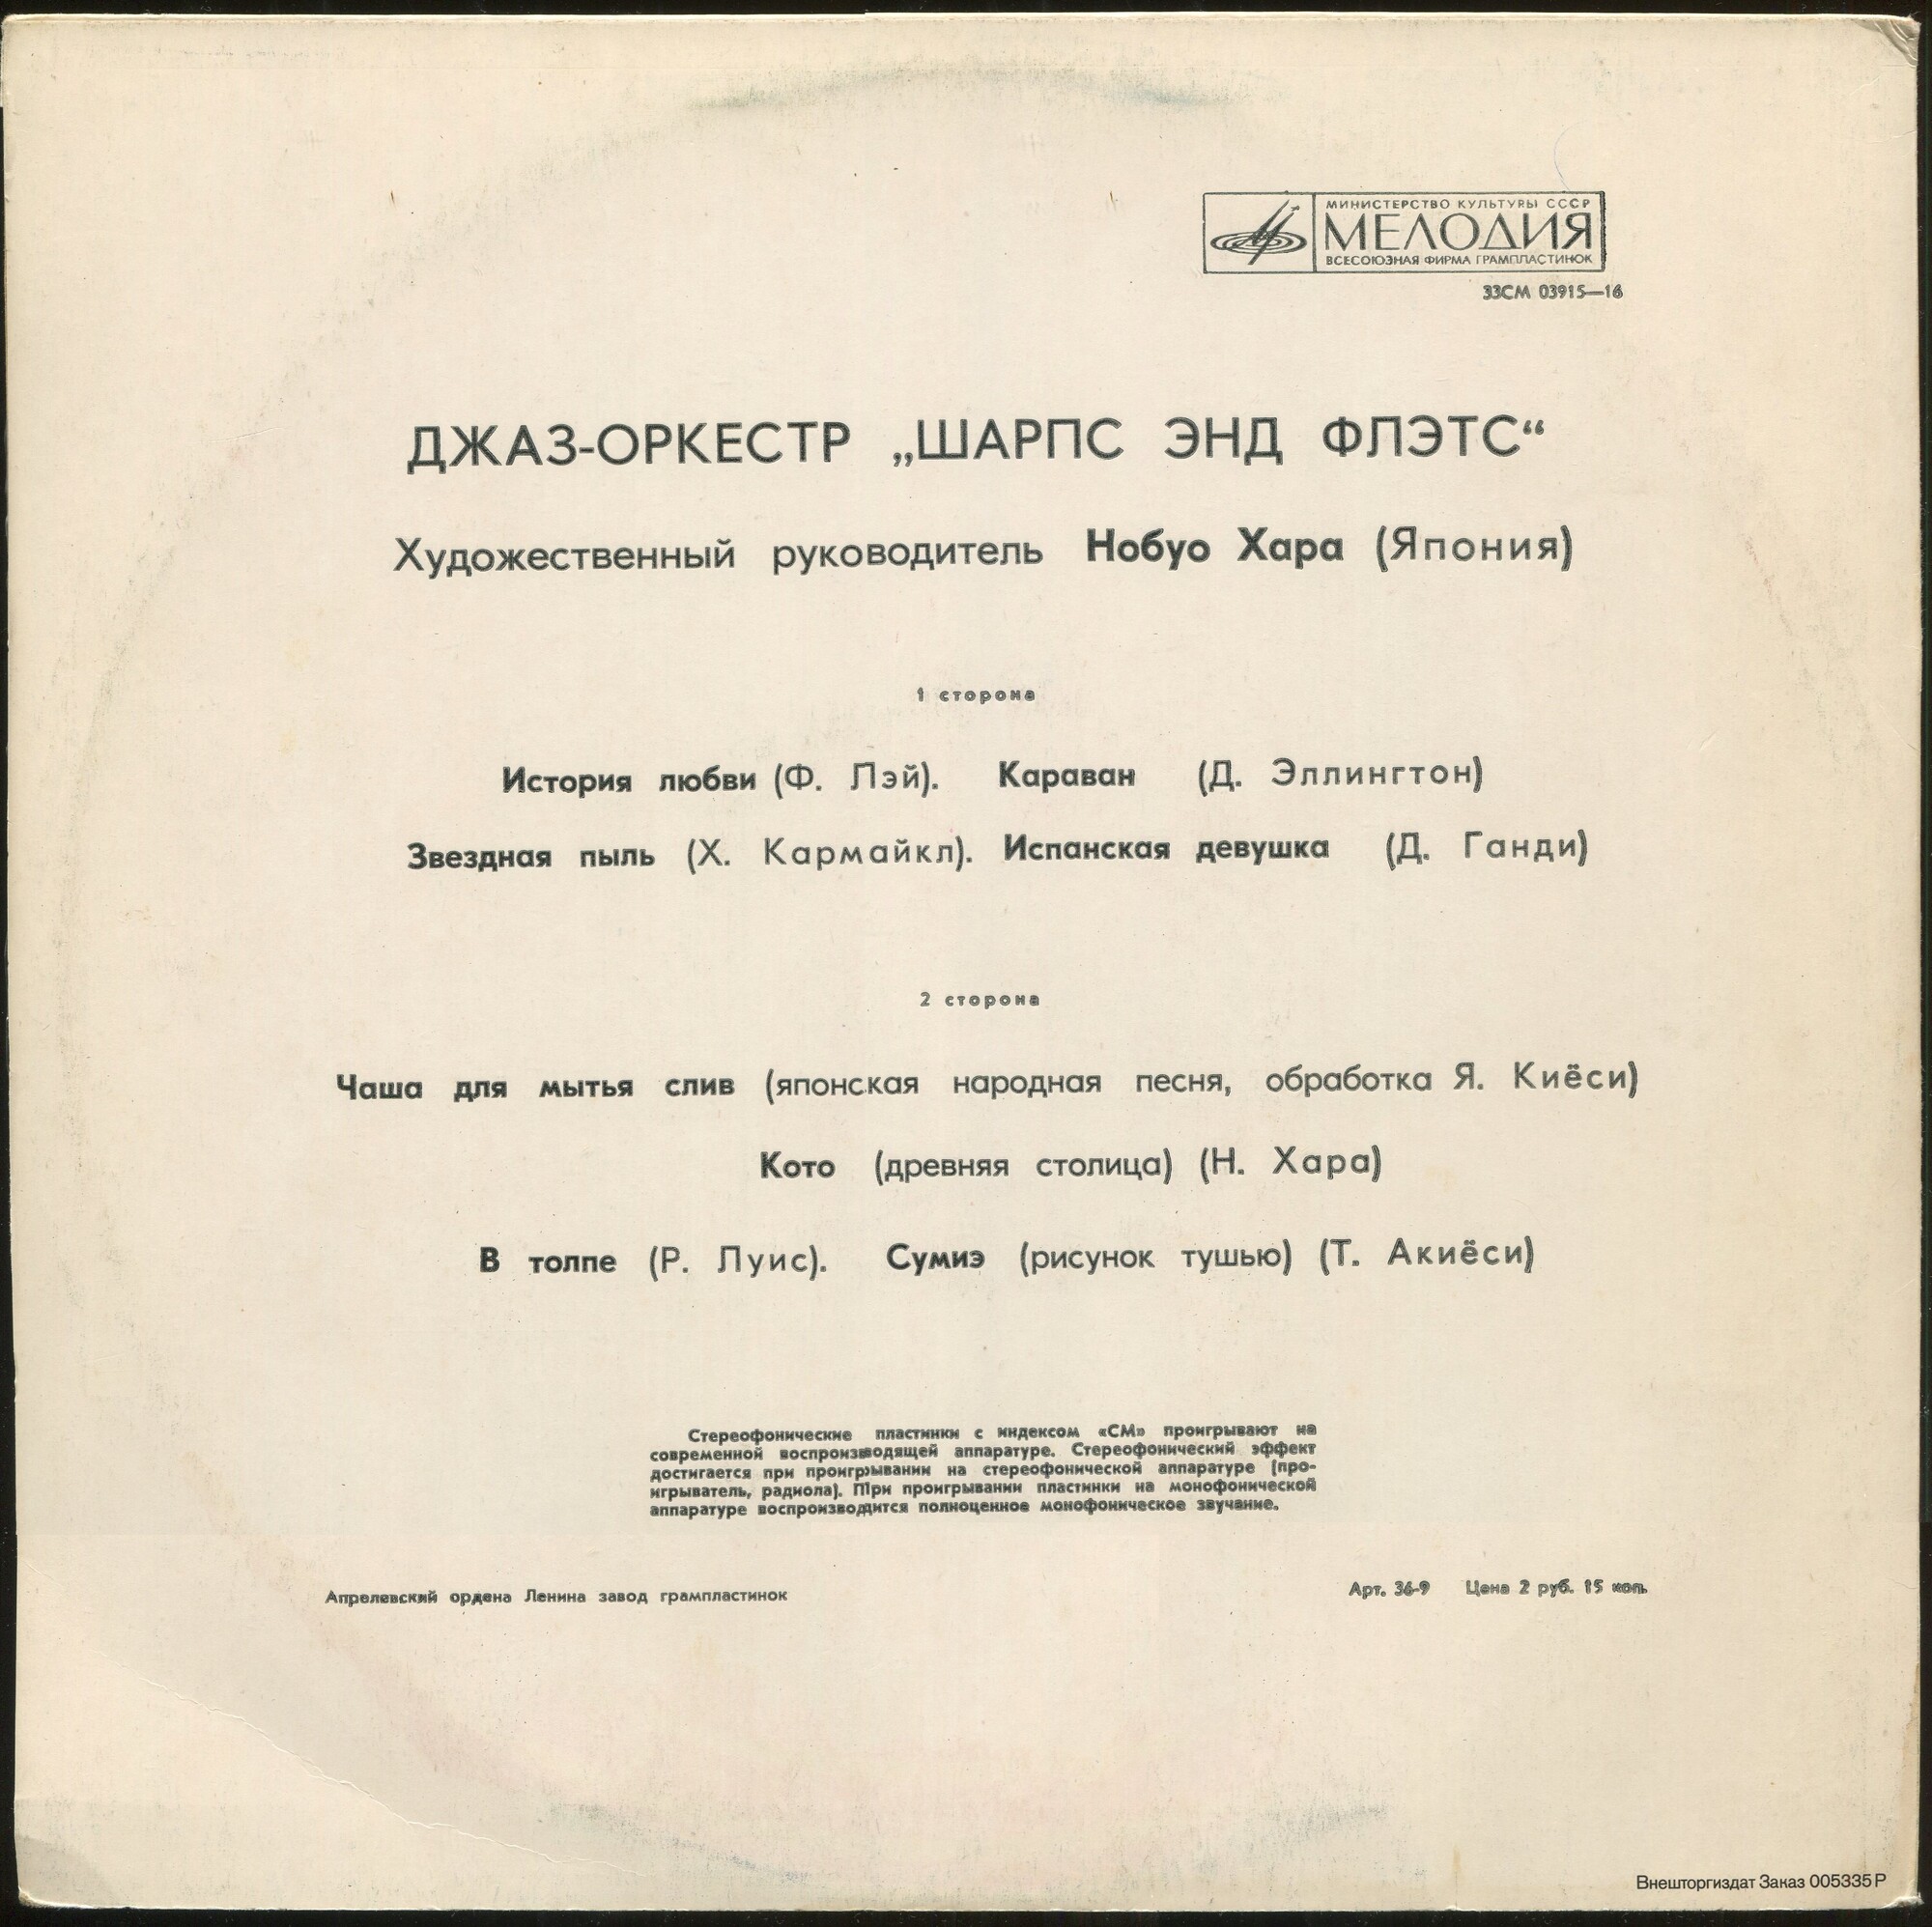 МИНИСТЕРСТВО КУЛЬТУРЫ СССР
МЕЛОДИЯ
ВСЕСОЮЗНАЯ ФИРМА ГРАМПЛАСТИНОК
33СМ 03915—16
ДЖАЗ-ОРКЕСТР „ШАРПС ЭНД ФЛЭТС“
Художественный руководитель Нобуо Хара (Япония)
1 сторона
История любви (Ф. Лэй). Караван (Д. Эллингтон)
Звездная пыль (Х. Кармайкл). Испанская девушка (Д. Ганди)
2 сторона
Чаша для мытья слив (японская народная песня, обработка Я. Киёси)
Кото (древняя столица) (Н. Хара)
В толпе (Р. Луис). Сумиэ (рисунок тушью) (Т. Акиёси)
Стереофонические пластинки с индексом «СМ» проигрывают на
современной воспроизводящей аппаратуре. Стереофонический эффект
достигается при проигрывании на стереофонической аппаратуре (про-
игрыватель, радиола). При проигрывании пластинки на монофонической
аппаратуре воспроизводится полноценное монофоническое звучание.
Апрелевский ордена Ленина завод грампластинок
Арт. 36-9 Цена 2 руб. 15 коп.
Внешторгиздат Заказ 005335Р